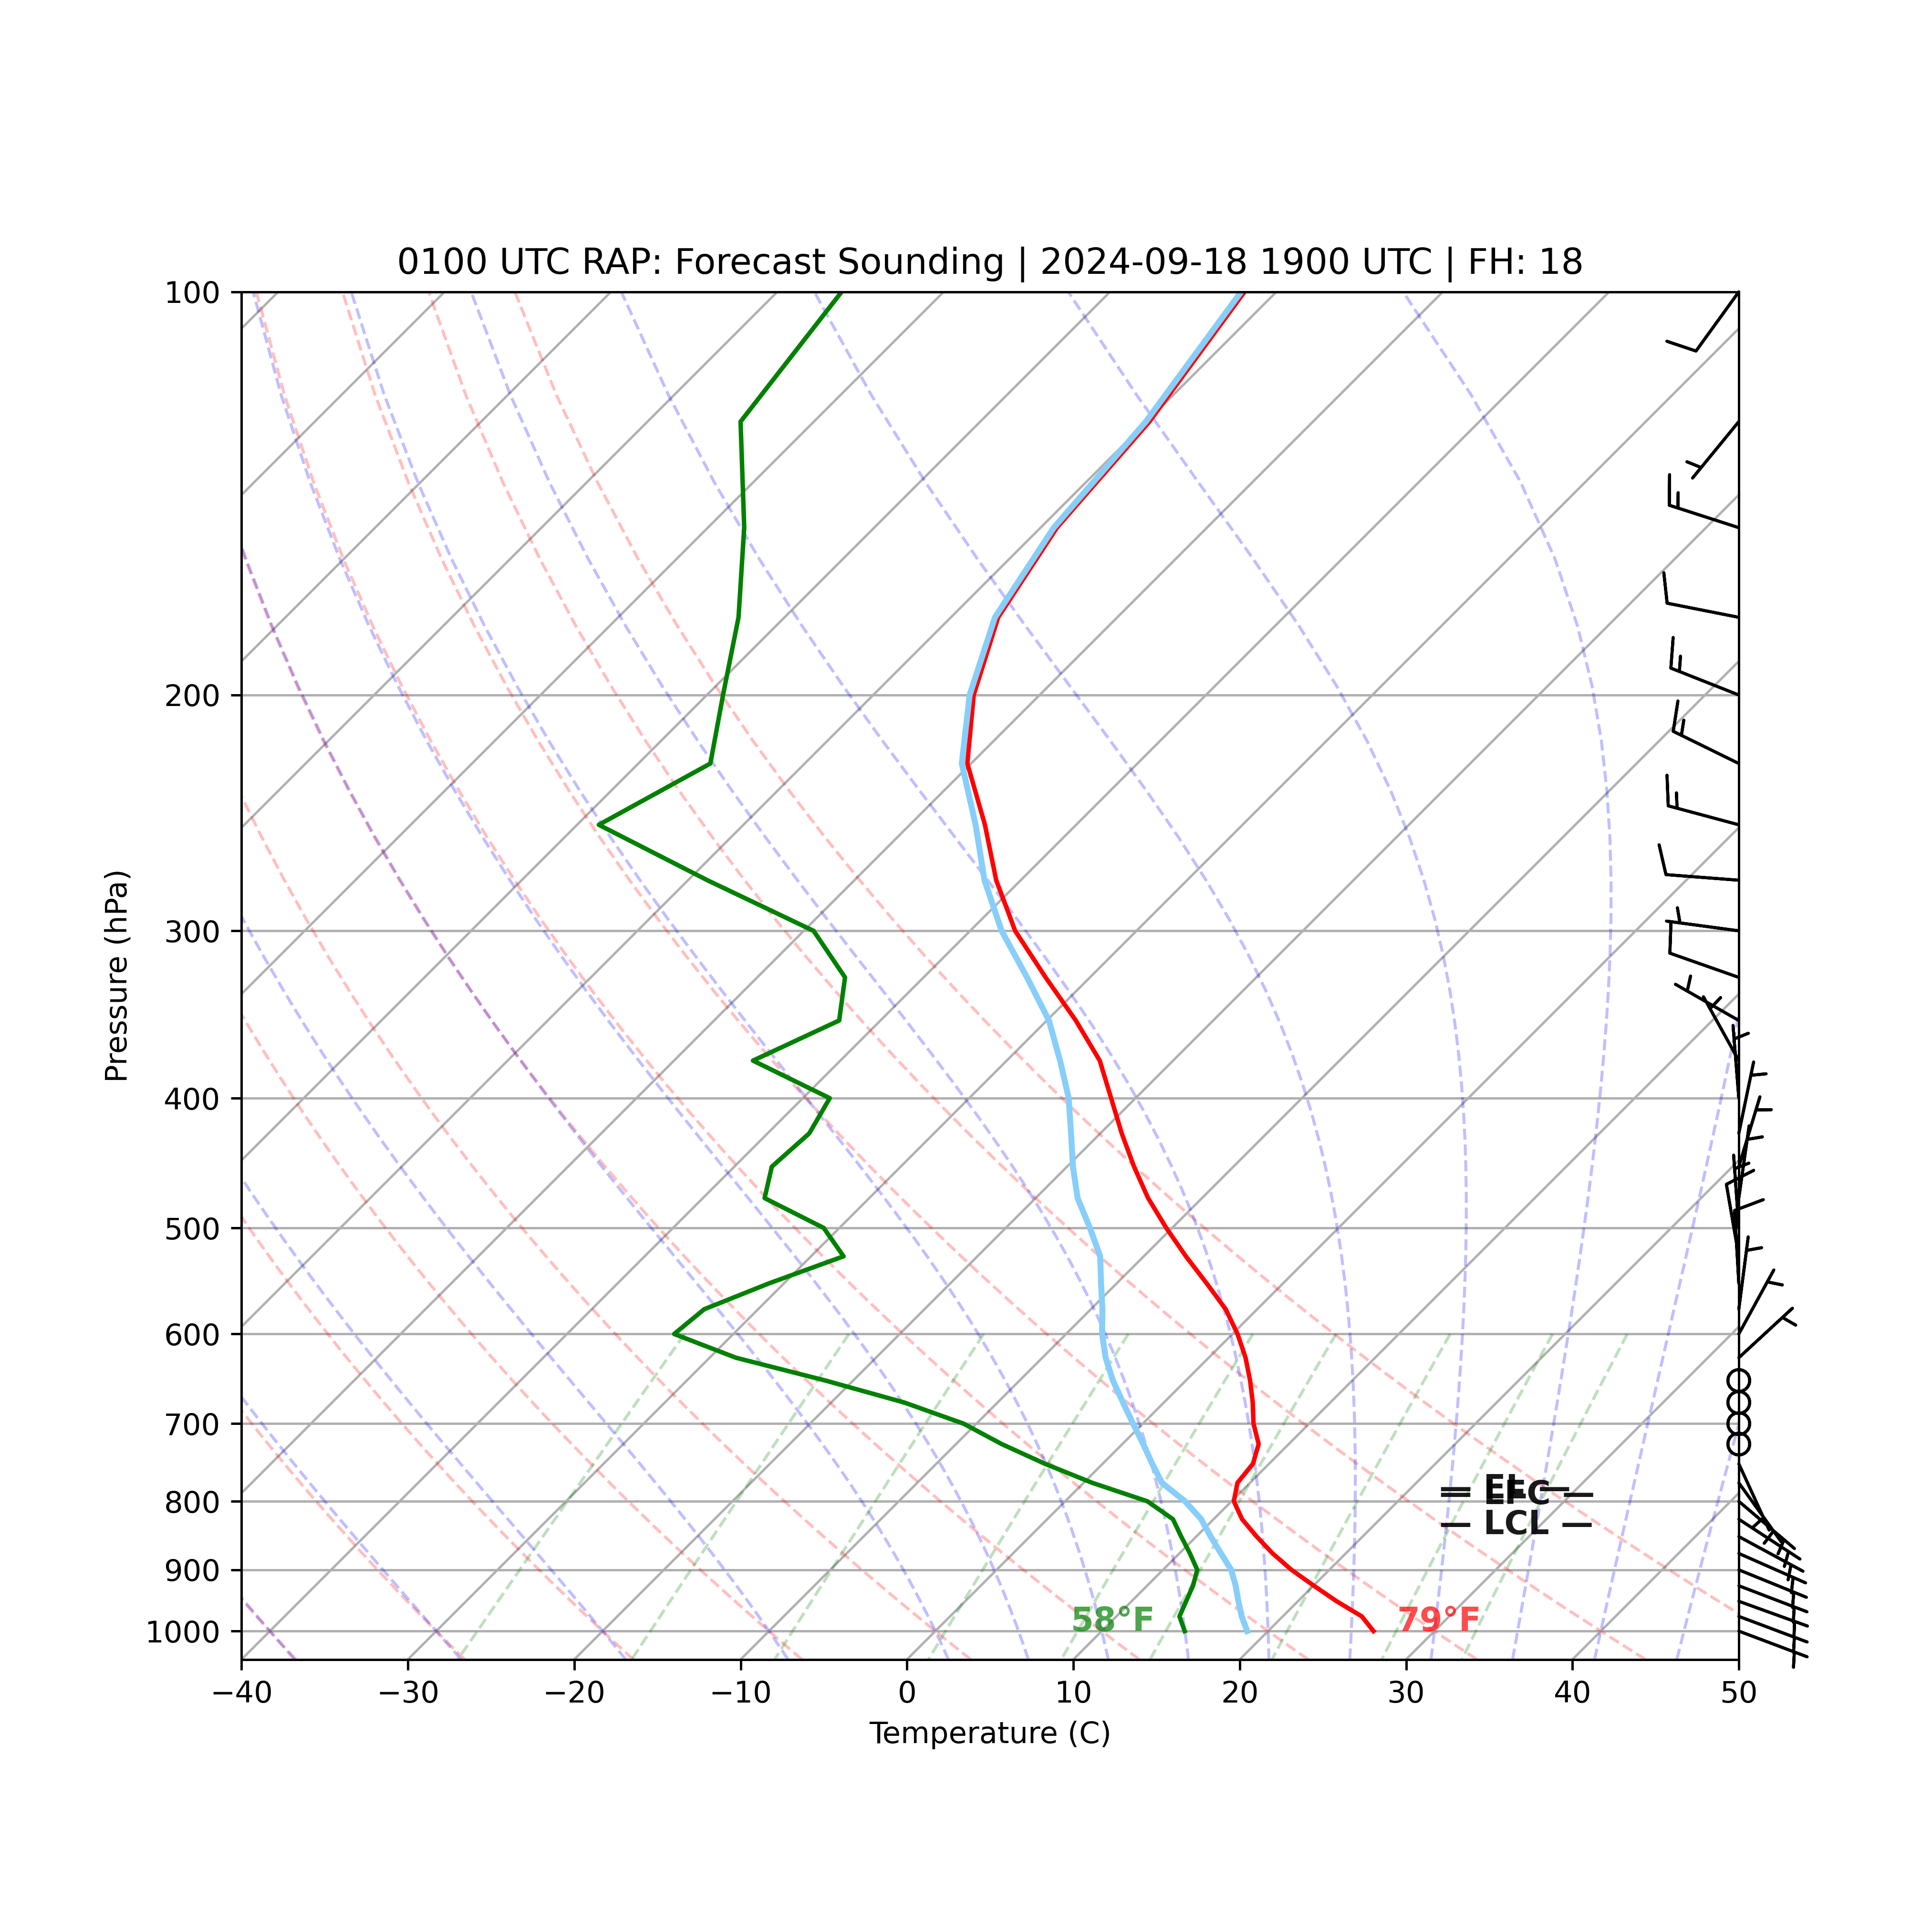 0100 UTC RAP: Forecast Sounding | 2024-09-18 1900 UTC | FH: 18
100
200
300
400
500
600
700
800
900
1000
Pressure (hPa)
— EL —
— LFC —
— LCL —
58°F
79°F
−40 −30 −20 −10 0 10 20 30 40 50
Temperature (C)